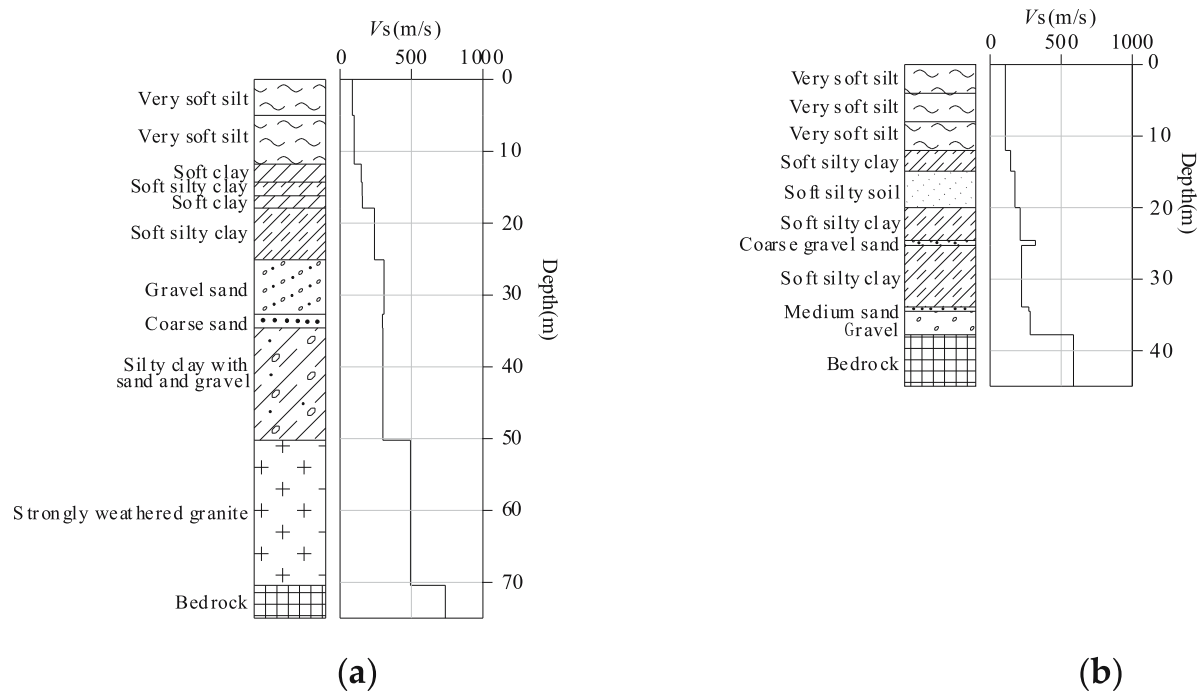 Vs(m/s)
0 500 1000
0
Very soft silt
Very soft silt
10
Soft clay
Soft silty clay
Soft clay
20
Soft silty clay
Gravel sand
30
Coarse sand
Silty clay with
sand and gravel
40
50
Strongly weathered granite
60
70
Bedrock
Depth(m)
(a)
Vs(m/s)
0 500 1000
0
Very soft silt
Very soft silt
Very soft silt
10
Soft silty clay
Soft silty soil
20
Soft silty clay
Coarse gravel sand
Soft silty clay
30
Medium sand
Gravel
Bedrock
40
Depth(m)
(b)